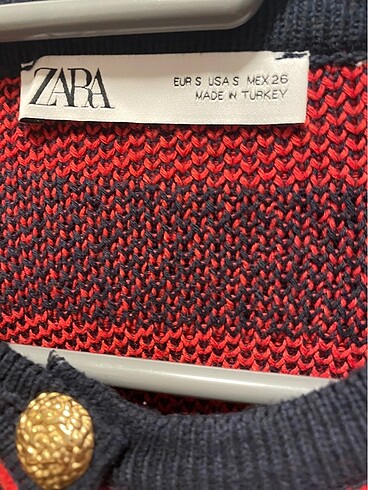 ZARA
EUR S USA S MEX 26
MADE IN TURKEY